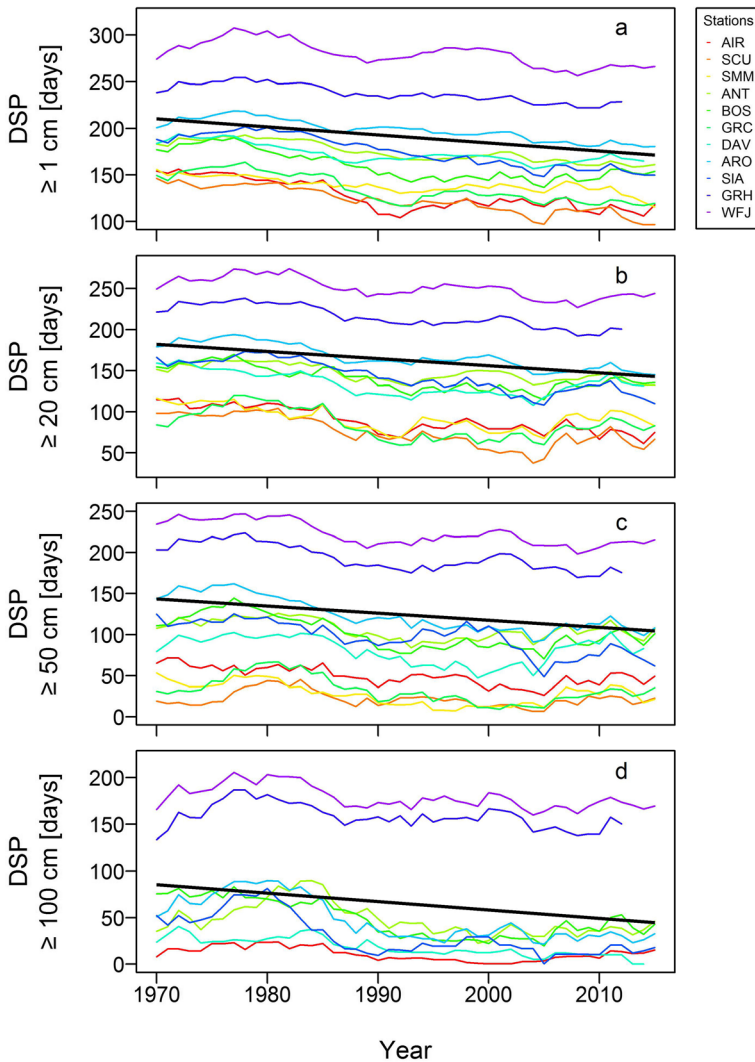 a
DSP
≥ 1 cm [days]
300
250
200
150
100
Stations
AIR
SCU
SMM
ANT
BOS
GRC
DAV
ARO
SIA
GRH
WFJ
b
DSP
≥ 20 cm [days]
250
200
150
100
50
c
DSP
≥ 50 cm [days]
250
200
150
100
50
0
d
DSP
≥ 100 cm [days]
200
150
100
50
0
1970 1980 1990 2000 2010
Year